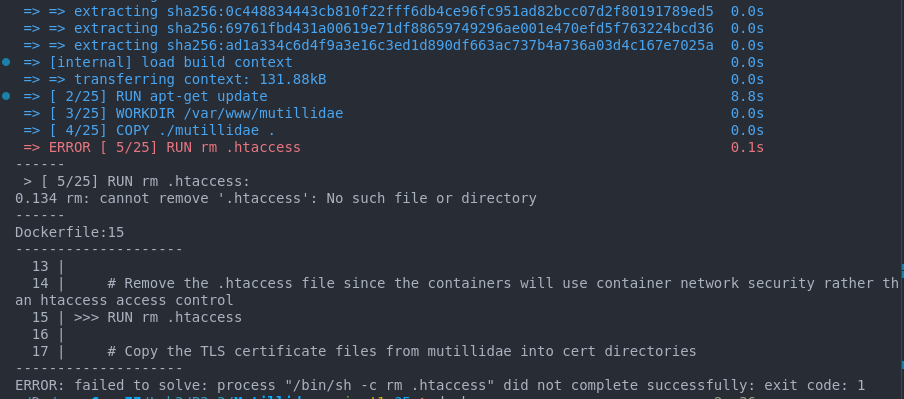 => => extracting sha256:0c448834443cb810f22fff6db4ce96fc951ad82bcc07d2f80191789ed5 0.0s
=> => extracting sha256:69761fbd431a00619e71df88659749296ae001e470efd5f763224bcd36 0.0s
=> => extracting sha256:ad1a334c6d4f9a3e16c3ed1d890df663ac737b4a736a03d4c167e7025a 0.0s
=> [internal] load build context 0.0s
=> => transferring context: 131.88kB 0.0s
=> [ 2/25] RUN apt-get update 8.8s
=> [ 3/25] WORKDIR /var/www/mutillidae 0.0s
=> [ 4/25] COPY ./mutillidae . 0.0s
=> ERROR [ 5/25] RUN rm .htaccess 0.1s
------
> [ 5/25] RUN rm .htaccess:
0.134 rm: cannot remove '.htaccess': No such file or directory
------
Dockerfile:15
--------------------
13 |
14 | # Remove the .htaccess file since the containers will use container network security rather th
an htaccess access control
15 | >>> RUN rm .htaccess
16 |
17 | # Copy the TLS certificate files from mutillidae into cert directories
--------------------
ERROR: failed to solve: process "/bin/sh -c rm .htaccess" did not complete successfully: exit code: 1